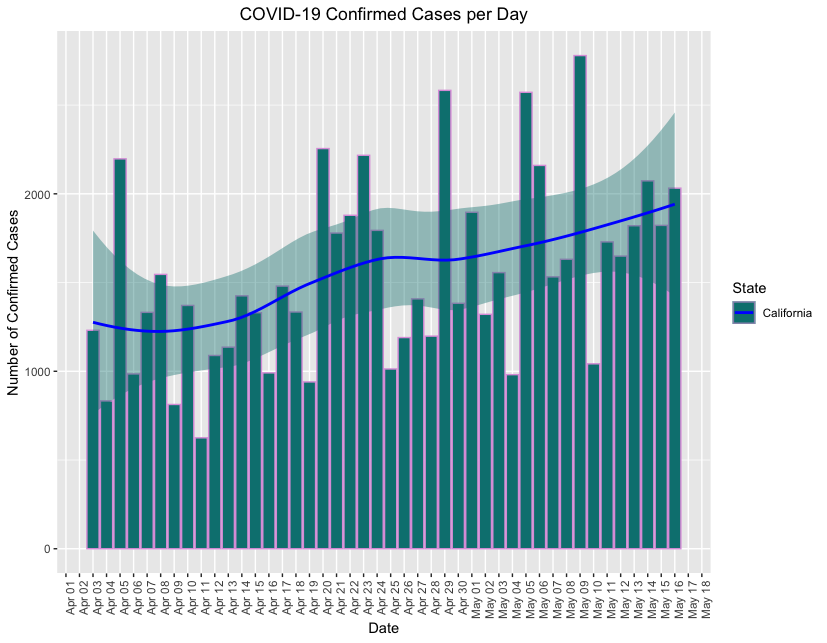 COVID-19 Confirmed Cases per Day
Number of Confirmed Cases
2000
1000
0
State
California
Apr 01
Apr 02
Apr 03
Apr 04
Apr 05
Apr 06
Apr 07
Apr 08
Apr 09
Apr 10
Apr 11
Apr 12
Apr 13
Apr 14
Apr 15
Apr 16
Apr 17
Apr 18
Apr 19
Apr 20
Apr 21
Apr 22
Apr 23
Apr 24
Apr 25
Apr 26
Apr 27
Apr 28
Apr 29
Apr 30
May 01
May 02
May 03
May 04
May 05
May 06
May 07
May 08
May 09
May 10
May 11
May 12
May 13
May 14
May 15
May 16
May 17
May 18
Date